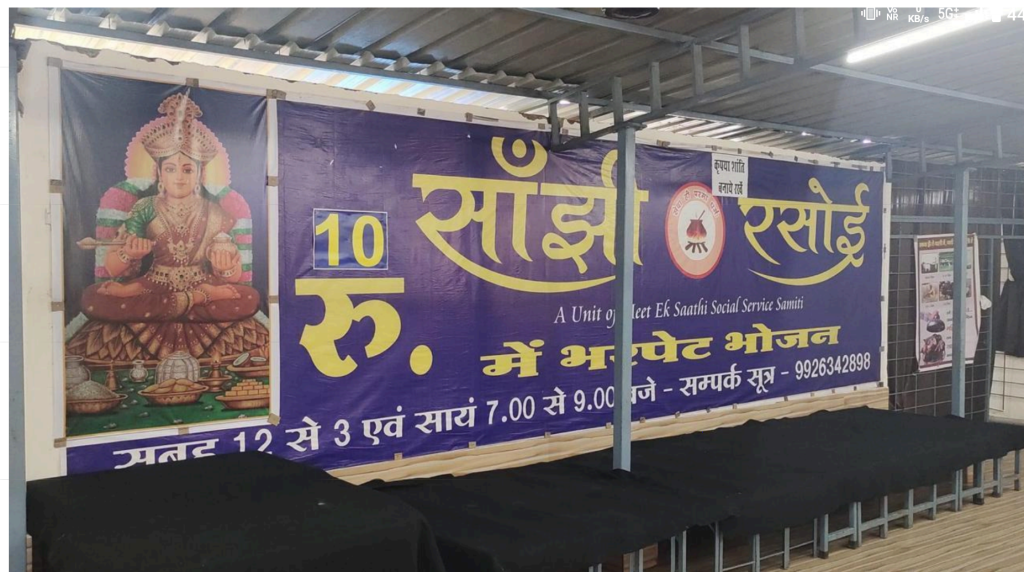 कृपया शांति
बनाये रखें
10
रु.
साँझी रसोई
A Unit of Meet Ek Saathi Social Service Samiti
में भरपेट भोजन
सुबह 12 से 3 एवं सायं 7.00 से 9.00 बजे - सम्पर्क सूत्र - 9926342898